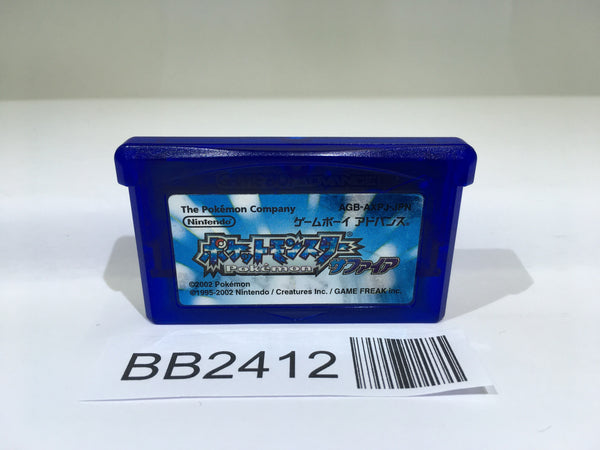 The Pokémon Company
AGB-AXPJ-JPN
Nintendo
ゲームボーイ アドバンス®
ポケットモンスター
Pokémon
サファイア
©2002 Pokémon
©1995-2002 Nintendo / Creatures Inc. / GAME FREAK inc.
BB2412